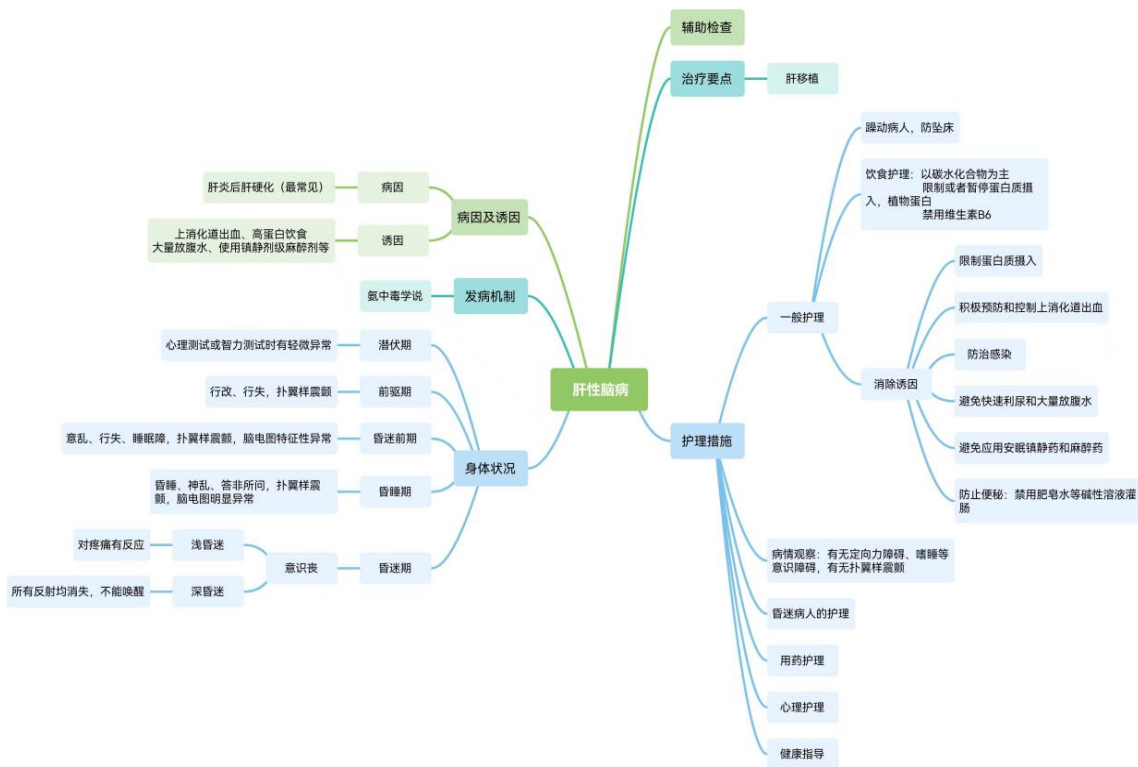 肝性脑病
病因及诱因
病因
肝炎后肝硬化（最常见）
诱因
上消化道出血、高蛋白饮食
大量放腹水、使用镇静剂级麻醉剂等
发病机制
氨中毒学说
身体状况
潜伏期
心理测试或智力测试时有轻微异常
前驱期
行改、行失，扑翼样震颤
昏迷前期
意乱、行失、睡眠障，扑翼样震颤，脑电图特征性异常
昏睡期
昏睡、神乱、答非所问，扑翼样震
颤，脑电图明显异常
昏迷期
意识丧
浅昏迷
对疼痛有反应
深昏迷
所有反射均消失，不能唤醒
辅助检查
治疗要点
肝移植
护理措施
一般护理
躁动病人，防坠床
饮食护理：以碳水化合物为主
限制或者暂停蛋白质摄
入，植物蛋白
禁用维生素B6
消除诱因
限制蛋白质摄入
积极预防和控制上消化道出血
防治感染
避免快速利尿和大量放腹水
避免应用安眠镇静药和麻醉药
防止便秘：禁用肥皂水等碱性溶液灌
肠
病情观察：有无定向力障碍、嗜睡等
意识障碍，有无扑翼样震颤
昏迷病人的护理
用药护理
心理护理
健康指导